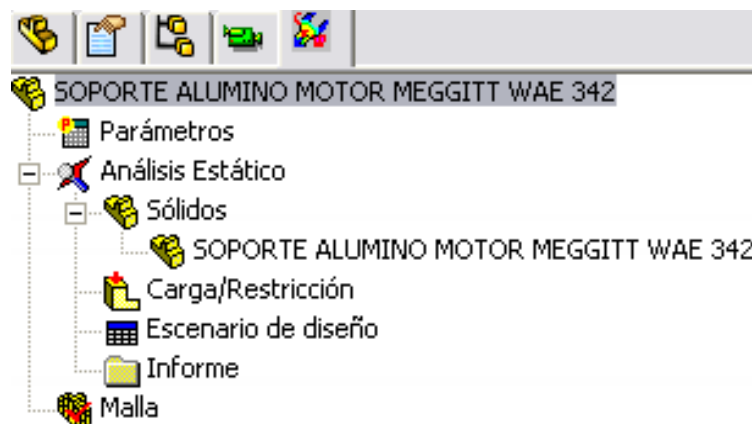 SOPORTE ALUMINO MOTOR MEGGITT WAE 342
Parámetros
Análisis Estático
Sólidos
SOPORTE ALUMINO MOTOR MEGGITT WAE 342
Carga/Restricción
Escenario de diseño
Informe
Malla